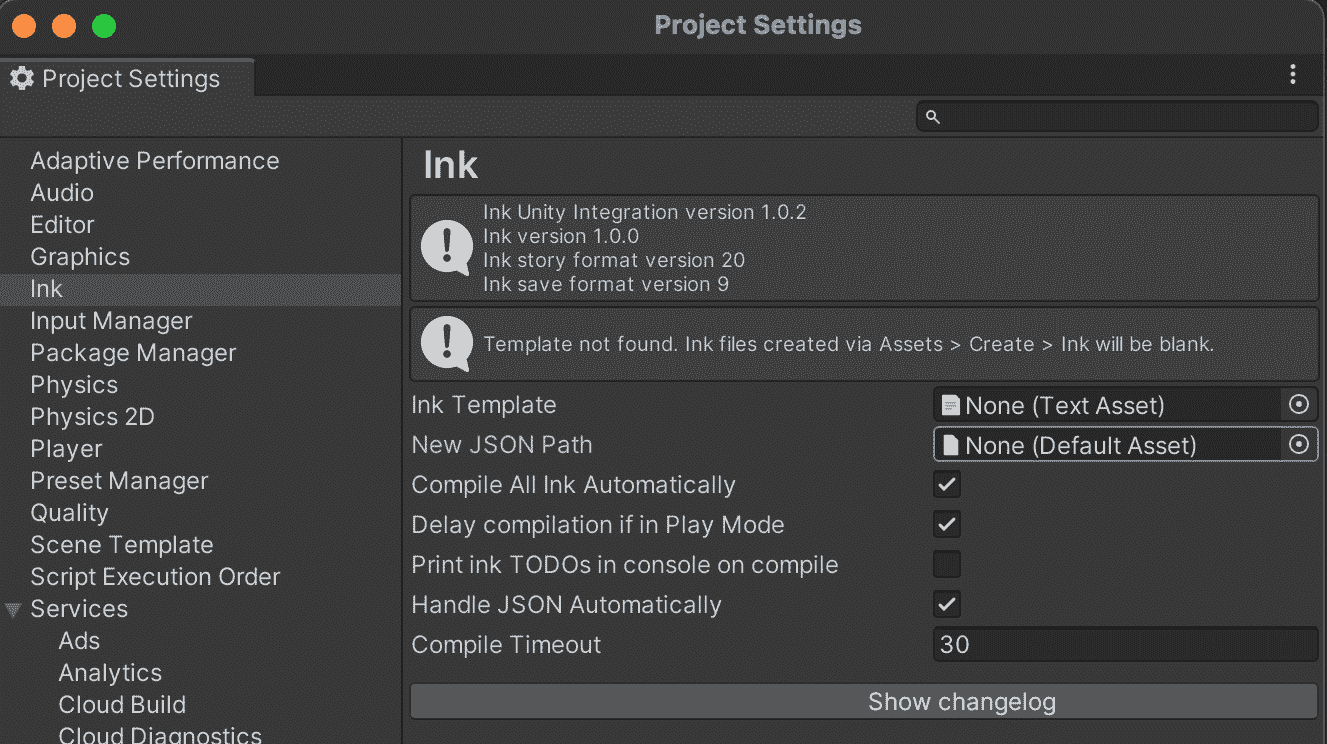 Project Settings
Project Settings
Adaptive Performance
Audio
Editor
Graphics
Ink
Input Manager
Package Manager
Physics
Physics 2D
Player
Preset Manager
Quality
Scene Template
Script Execution Order
Services
Ads
Analytics
Cloud Build
Cloud Diagnostics
Ink
Ink Unity Integration version 1.0.2
Ink version 1.0.0
Ink story format version 20
Ink save format version 9
Template not found. Ink files created via Assets > Create > Ink will be blank.
Ink Template None (Text Asset)
New JSON Path None (Default Asset)
Compile All Ink Automatically
Delay compilation if in Play Mode
Print ink TODOs in console on compile
Handle JSON Automatically
Compile Timeout 30
Show changelog